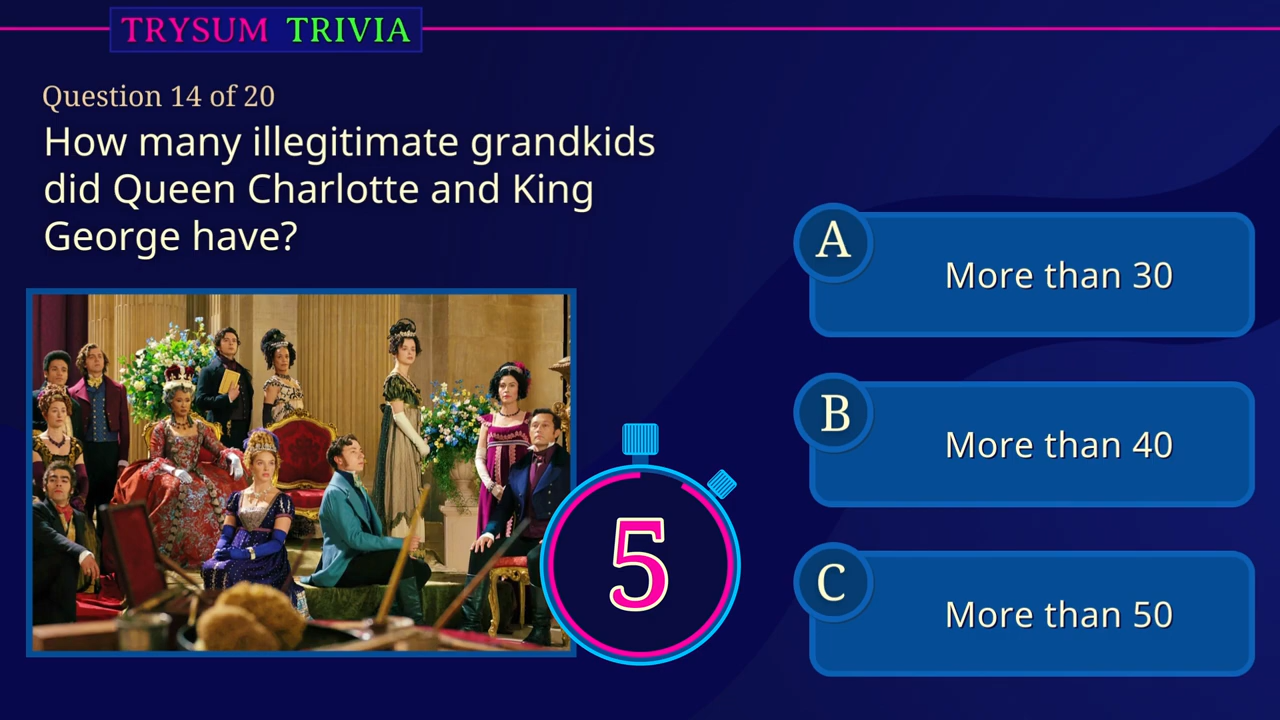 TRYSUM TRIVIA
Question 14 of 20
How many illegitimate grandkids
did Queen Charlotte and King
George have?
A
More than 30
B
More than 40
C
More than 50
5